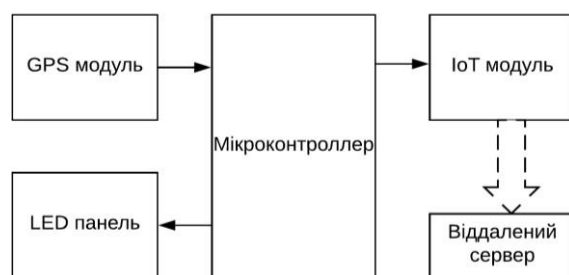 GPS модуль
IoT модуль
Мікроконтроллер
LED панель
Віддалений
сервер